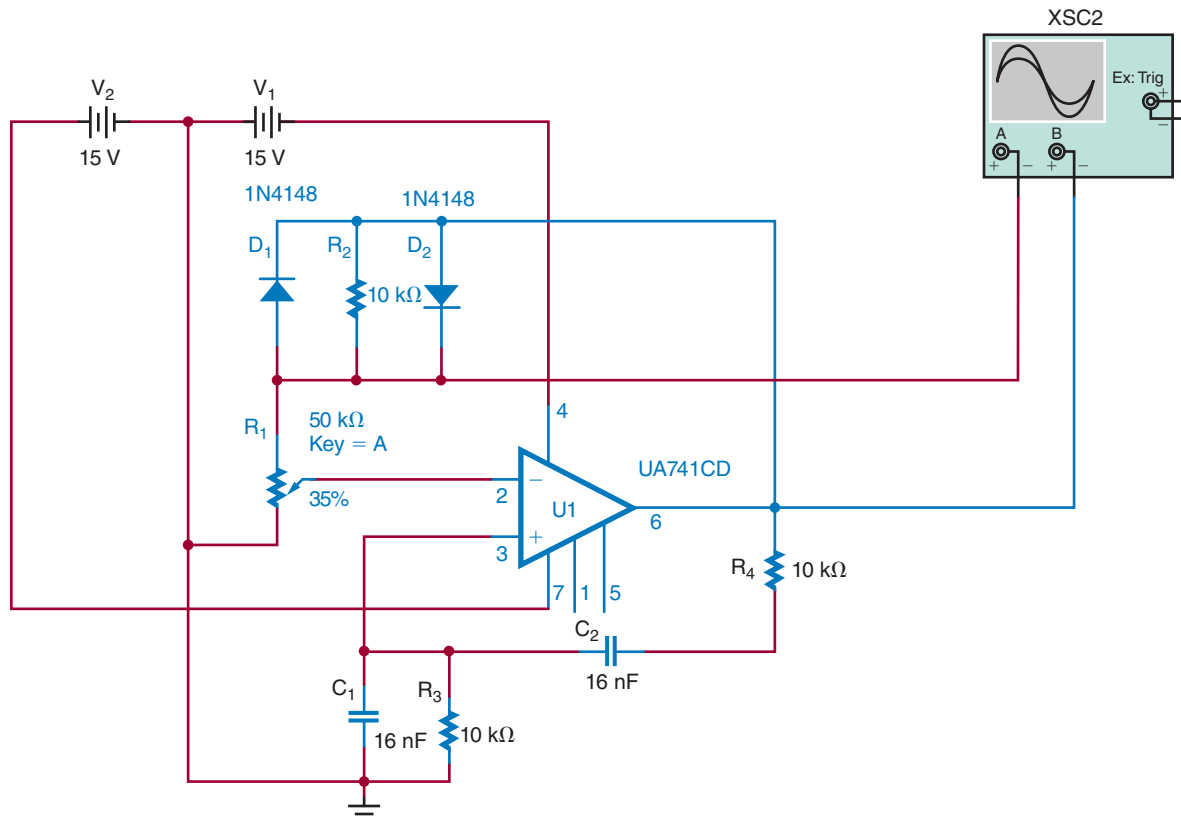 XSC2
Ex: Trig
+
−
A
B
+ − + −
V2
15 V
V1
15 V
1N4148
1N4148
D1
R2
10 kΩ
D2
R1
50 kΩ
Key = A
35%
4
UA741CD
−
2
U1
6
+
3
7
1
5
R4
10 kΩ
C2
16 nF
C1
16 nF
R3
10 kΩ